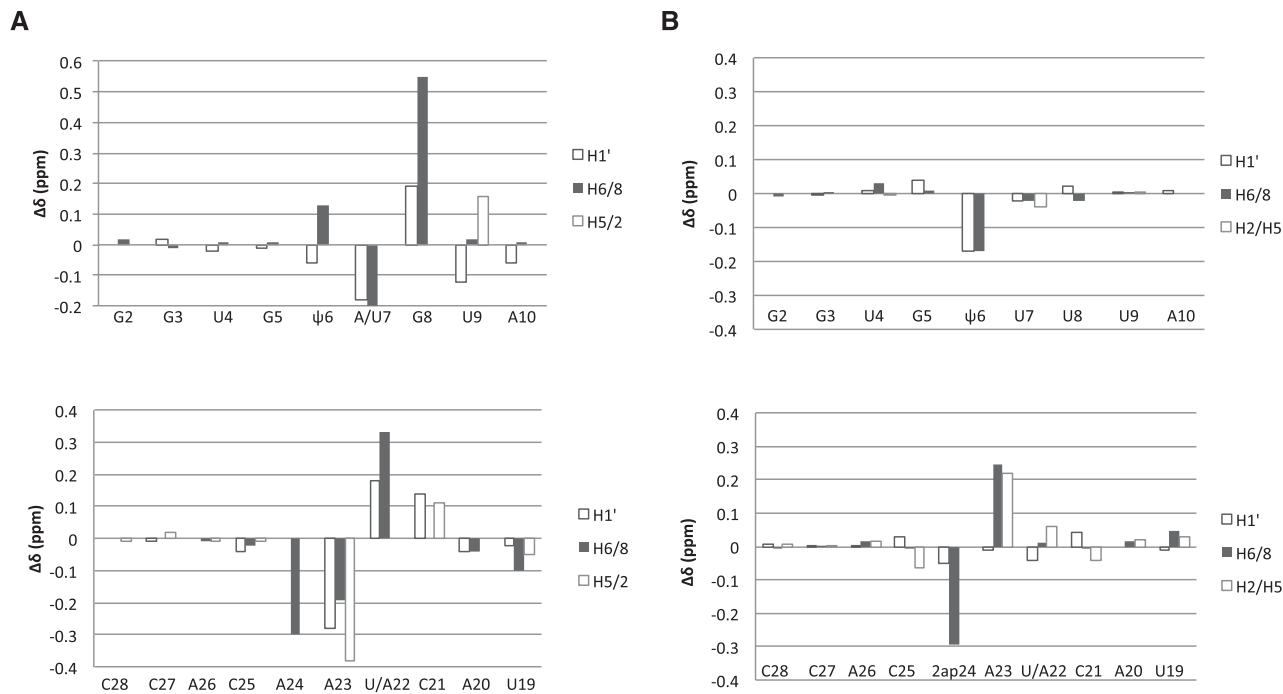 A
0.6
0.5
0.4
0.3
0.2
0.1
0
-0.1
-0.2
Δδ (ppm)
G2 G3 U4 G5 ψ6 A/U7 G8 U9 A10
H1'
H6/8
H5/2
0.4
0.3
0.2
0.1
0
-0.1
-0.2
-0.3
-0.4
Δδ (ppm)
C28 C27 A26 C25 A24 A23 U/A22 C21 A20 U19
H1'
H6/8
H5/2
B
0.4
0.3
0.2
0.1
0
-0.1
-0.2
-0.3
-0.4
Δδ (ppm)
G2 G3 U4 G5 ψ6 U7 U8 U9 A10
H1'
H6/8
H2/H5
0.4
0.3
0.2
0.1
0
-0.1
-0.2
-0.3
-0.4
Δδ (ppm)
C28 C27 A26 C25 2ap24 A23 U/A22 C21 A20 U19
H1'
H6/8
H2/H5